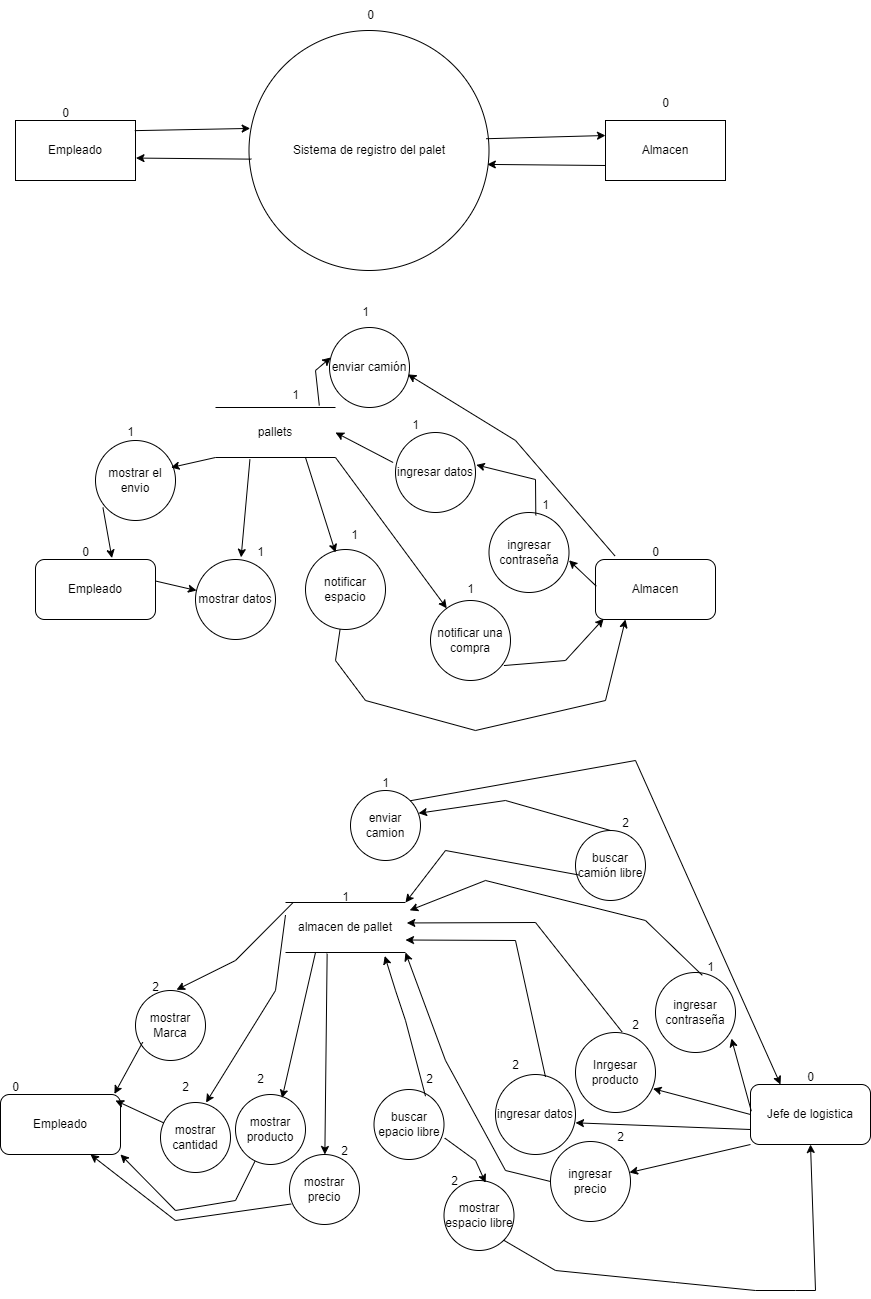 0
0
0
Empleado
Sistema de registro del palet
Almacen
1
enviar camión
1
pallets
1
ingresar datos
1
mostrar el
envio
1
ingresar
contraseña
0
Empleado
1
mostrar datos
1
notificar
espacio
1
notificar una
compra
0
Almacen
1
enviar
camion
2
buscar
camión libre
1
almacen de pallet
1
ingresar
contraseña
2
mostrar
Marca
2
Inrgesar
producto
0
Empleado
2
mostrar
cantidad
2
mostrar
producto
2
buscar
epacio libre
2
ingresar datos
0
Jefe de logistica
2
mostrar
precio
2
ingresar
precio
2
mostrar
espacio libre